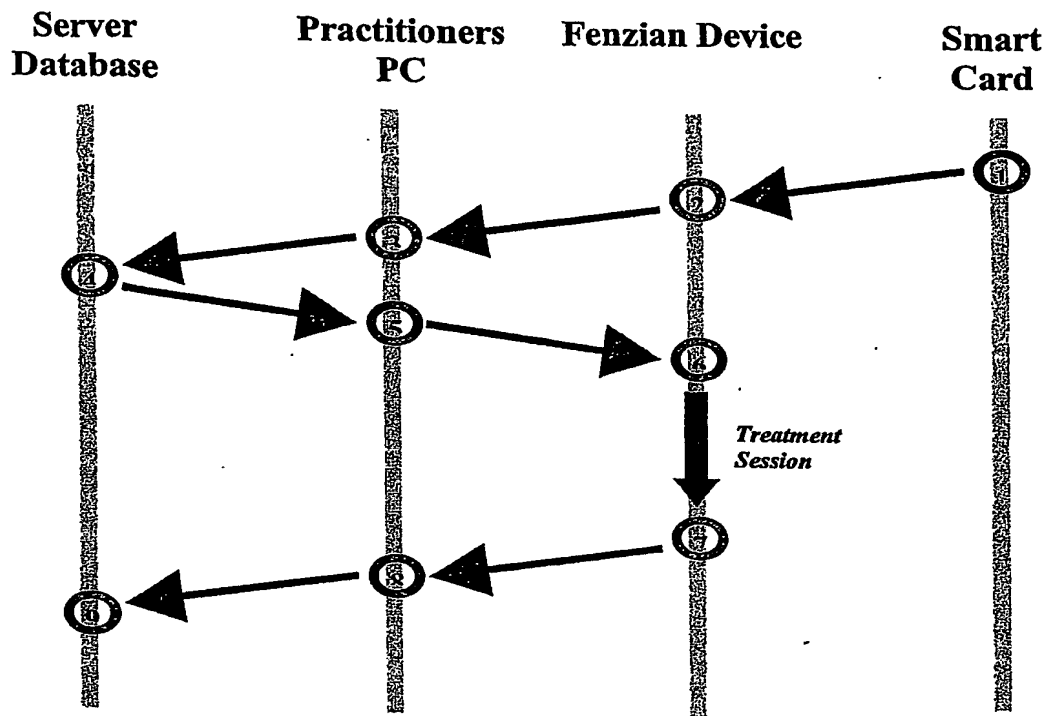 Server
Database
Practitioners
PC
Fenzian Device
Smart
Card
1
2
3
4
5
6
Treatment
Session
7
8
9